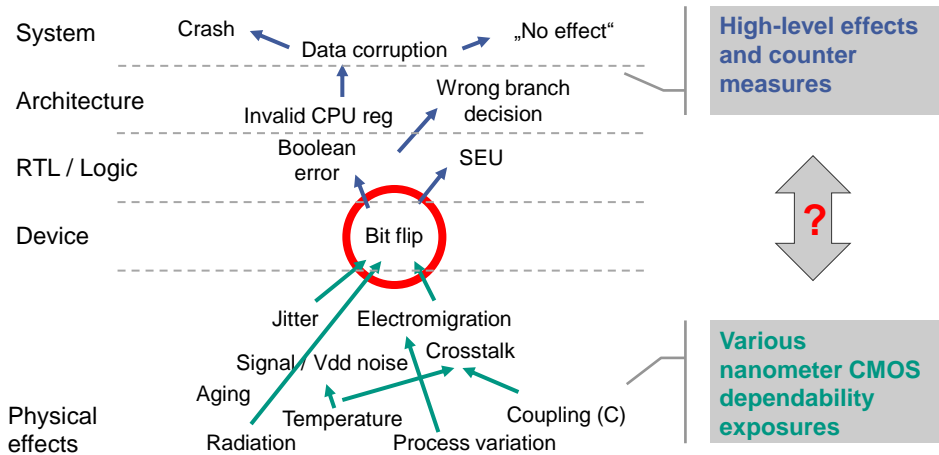 System
Crash
Data corruption
„No effect“
High-level effects
and counter
measures
Architecture
Invalid CPU reg
Wrong branch
decision
RTL / Logic
Boolean
error
SEU
?
Device
Bit flip
Jitter
Electromigration
Signal / Vdd noise
Crosstalk
Aging
Temperature
Coupling (C)
Physical
effects
Radiation
Process variation
Various
nanometer CMOS
dependability
exposures